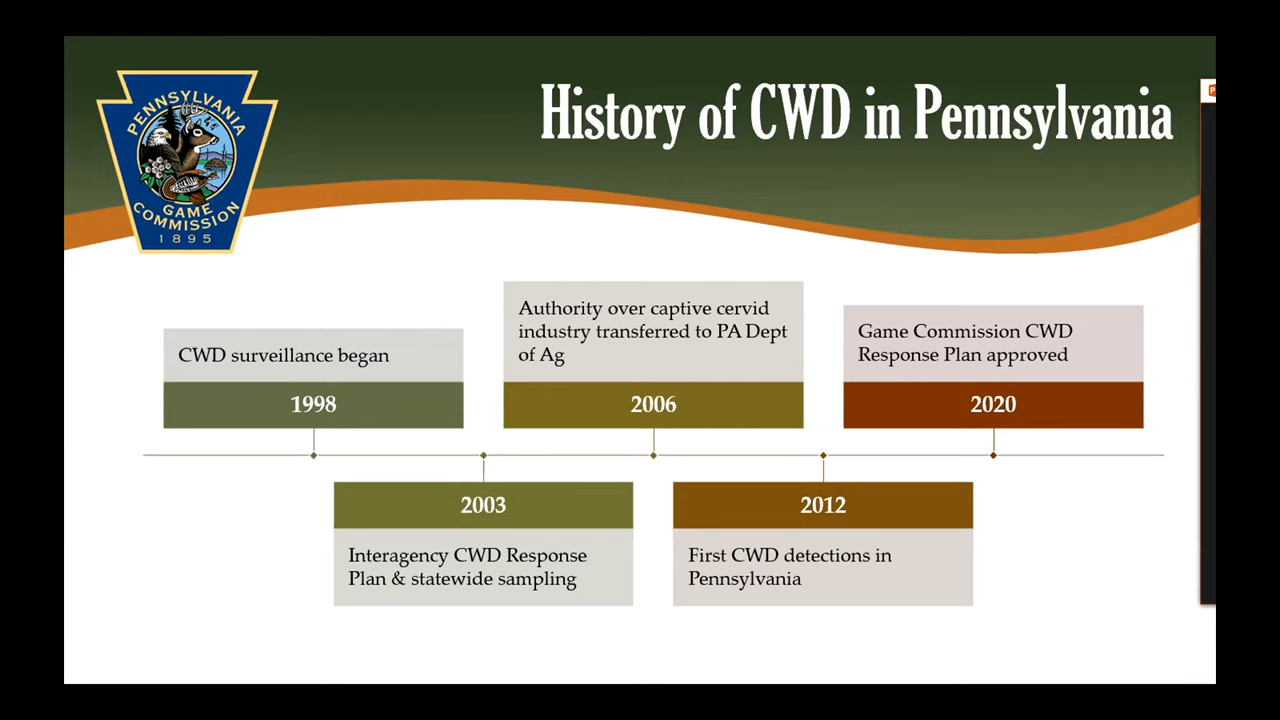 History of CWD in Pennsylvania
PENNSYLVANIA
GAME
COMMISSION
1895
CWD surveillance began
1998
2003
Interagency CWD Response
Plan & statewide sampling
Authority over captive cervid
industry transferred to PA Dept
of Ag
2006
2012
First CWD detections in
Pennsylvania
Game Commission CWD
Response Plan approved
2020